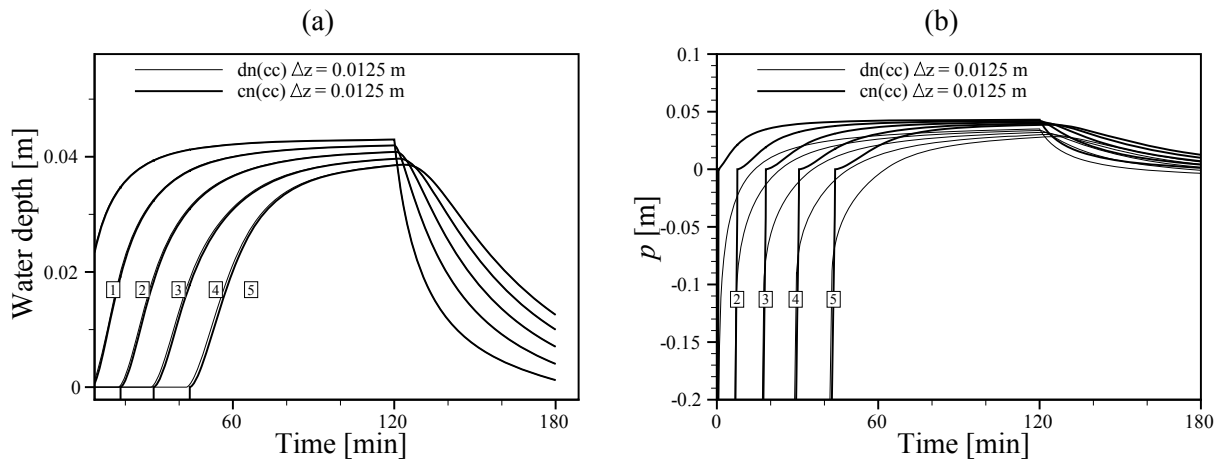 (a)
dn(cc) Δz = 0.0125 m
cn(cc) Δz = 0.0125 m
Water depth [m]
0.04
0.02
0
1
2
3
4
5
60
120
180
Time [min]
(b)
dn(cc) Δz = 0.0125 m
cn(cc) Δz = 0.0125 m
p [m]
0.1
0.05
0
-0.05
-0.1
-0.15
-0.2
2
3
4
5
0
60
120
180
Time [min]